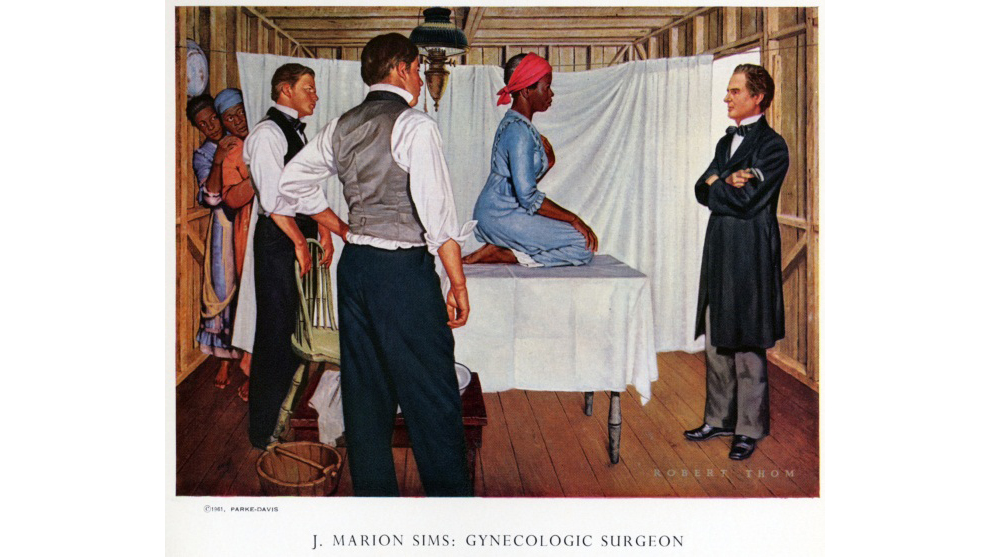 ROBERT THOM
©1961, PARKE-DAVIS
J. MARION SIMS: GYNECOLOGIC SURGEON